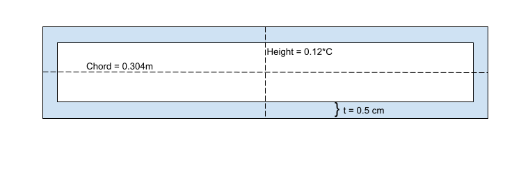 Height = 0.12*C
Chord = 0.304m
} t = 0.5 cm